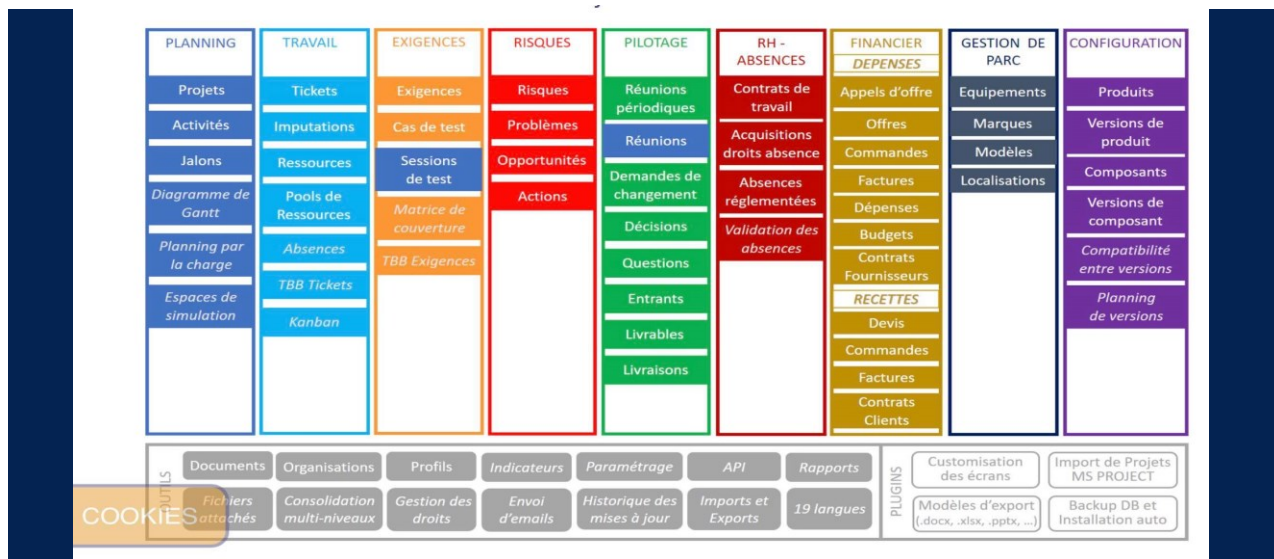 PLANNING
Projets
Activités
Jalons
Diagramme de
Gantt
Planning par
la charge
Espaces de
simulation
TRAVAIL
Tickets
Imputations
Ressources
Pools de
Ressources
Absences
TBB Tickets
Kanban
EXIGENCES
Exigences
Cas de test
Sessions
de test
Matrice de
couverture
TBB Exigences
RISQUES
Risques
Problèmes
Opportunités
Actions
PILOTAGE
Réunions
périodiques
Réunions
Demandes de
changement
Décisions
Questions
Entrants
Livrables
Livraisons
RH -
ABSENCES
Contrats de
travail
Acquisitions
droits absence
Absences
réglementées
Validation des
absences
FINANCIER
DEPENSES
Appels d'offre
Offres
Commandes
Factures
Dépenses
Budgets
Contrats
Fournisseurs
RECETTES
Devis
Commandes
Factures
Contrats
Clients
GESTION DE
PARC
Equipements
Marques
Modèles
Localisations
CONFIGURATION
Produits
Versions de
produit
Composants
Versions de
composant
Compatibilité
entre versions
Planning
de versions
OUTILS
Documents
Organisations
Profils
Indicateurs
Paramétrage
API
Rapports
Fichiers
attachés
Consolidation
multi-niveaux
Gestion des
droits
Envoi
d'emails
Historique des
mises à jour
Imports et
Exports
19 langues
PLUGINS
Customisation
des écrans
Import de Projets
MS PROJECT
Modèles d'export
(.docx, .xlsx, .pptx, ...)
Backup DB et
Installation auto
COOKIES